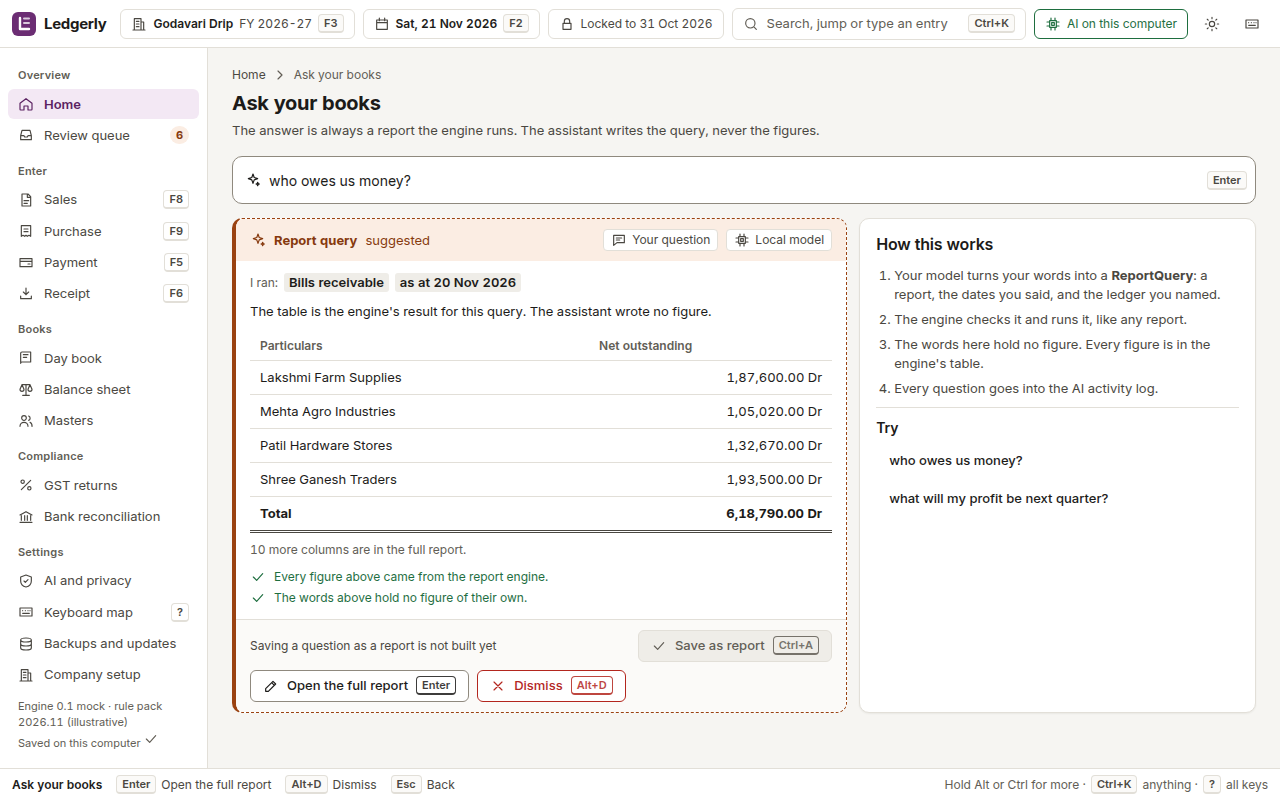 Ledgerly
Godavari Drip FY 2026-27 F3
Sat, 21 Nov 2026 F2
Locked to 31 Oct 2026
Search, jump or type an entry Ctrl+K
AI on this computer
Overview
Home
Review queue 6
Enter
Sales F8
Purchase F9
Payment F5
Receipt F6
Books
Day book
Balance sheet
Masters
Compliance
GST returns
Bank reconciliation
Settings
AI and privacy
Keyboard map ?
Backups and updates
Company setup
Engine 0.1 mock · rule pack
2026.11 (illustrative)
Saved on this computer
Home > Ask your books
Ask your books
The answer is always a report the engine runs. The assistant writes the query, never the figures.
who owes us money? Enter
Report query suggested Your question Local model
I ran: Bills receivable as at 20 Nov 2026
The table is the engine's result for this query. The assistant wrote no figure.
Particulars Net outstanding
Lakshmi Farm Supplies 1,87,600.00 Dr
Mehta Agro Industries 1,05,020.00 Dr
Patil Hardware Stores 1,32,670.00 Dr
Shree Ganesh Traders 1,93,500.00 Dr
Total 6,18,790.00 Dr
10 more columns are in the full report.
Every figure above came from the report engine.
The words above hold no figure of their own.
Saving a question as a report is not built yet Save as report Ctrl+A
Open the full report Enter Dismiss Alt+D
How this works
1. Your model turns your words into a ReportQuery: a
report, the dates you said, and the ledger you named.
2. The engine checks it and runs it, like any report.
3. The words here hold no figure. Every figure is in the
engine's table.
4. Every question goes into the AI activity log.
Try
who owes us money?
what will my profit be next quarter?
Ask your books Enter Open the full report Alt+D Dismiss Esc Back
Hold Alt or Ctrl for more · Ctrl+K anything · ? all keys